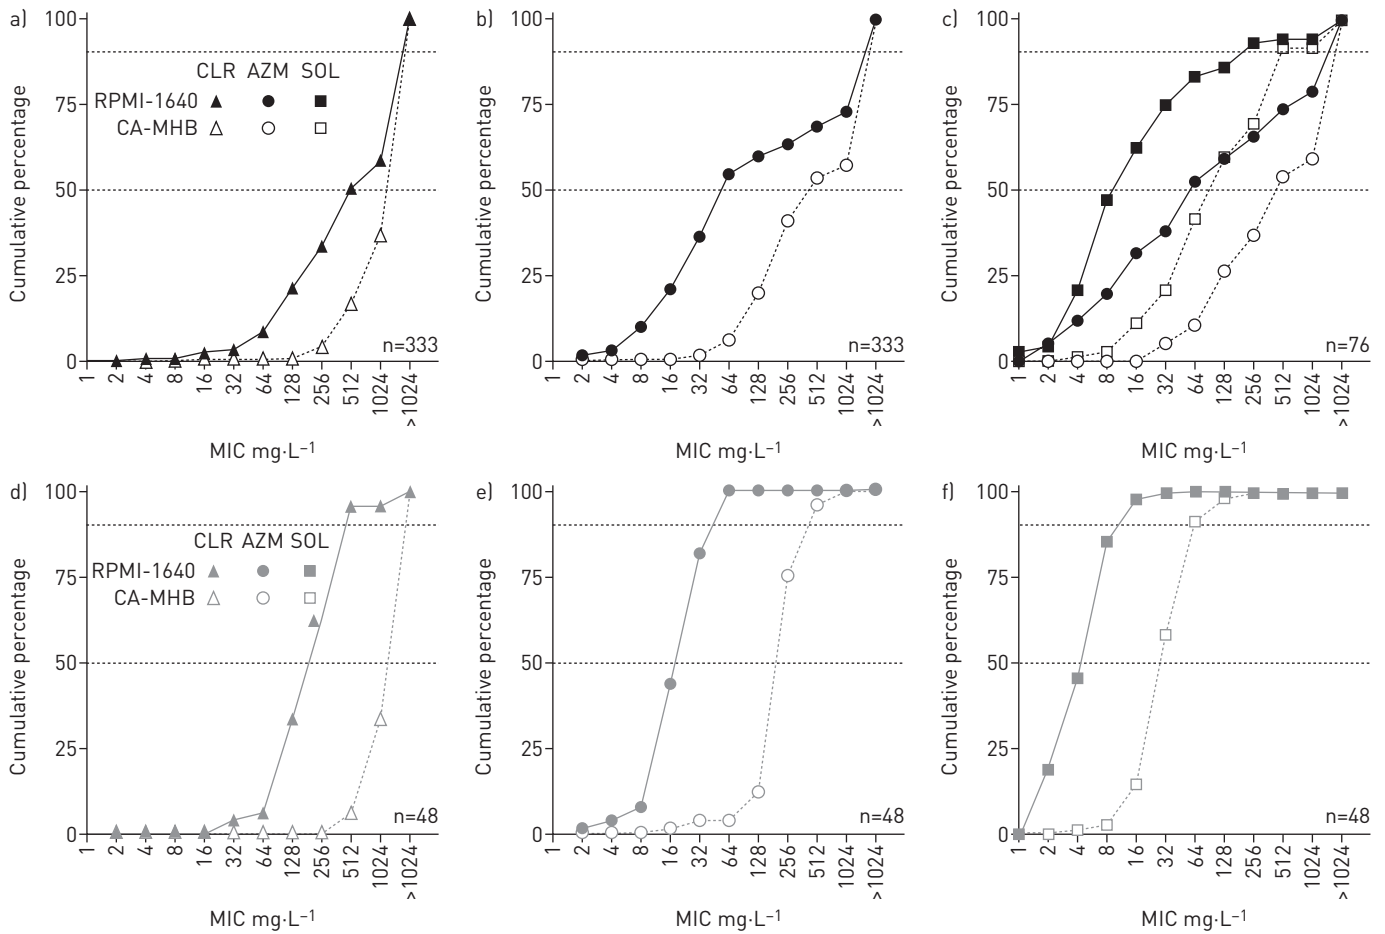 a)
Cumulative percentage
100
75
50
25
0
CLR AZM SOL
RPMI-1640
CA-MHB
n=333
1 2 4 8 16 32 64 128 256 512 1024 >1024
MIC mg·L–1
b)
Cumulative percentage
100
75
50
25
0
n=333
1 2 4 8 16 32 64 128 256 512 1024 >1024
MIC mg·L–1
c)
Cumulative percentage
100
75
50
25
0
n=76
1 2 4 8 16 32 64 128 256 512 1024 >1024
MIC mg·L–1
d)
Cumulative percentage
100
75
50
25
0
CLR AZM SOL
RPMI-1640
CA-MHB
n=48
1 2 4 8 16 32 64 128 256 512 1024 >1024
MIC mg·L–1
e)
Cumulative percentage
100
75
50
25
0
n=48
1 2 4 8 16 32 64 128 256 512 1024 >1024
MIC mg·L–1
f)
Cumulative percentage
100
75
50
25
0
n=48
1 2 4 8 16 32 64 128 256 512 1024 >1024
MIC mg·L–1